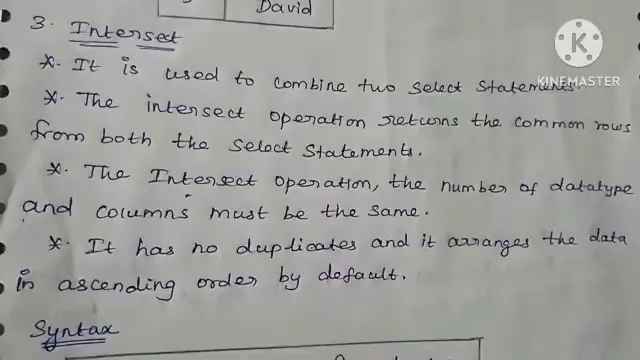 David
3. Intersect
*. It is used to combine two select statements.
*. The intersect operation returns the common rows
from both the select statements.
*. The Intersect operation, the number of datatype
and columns must be the same.
*. It has no duplicates and it arranges the data
in ascending order by default.
Syntax
K
KINEMASTER